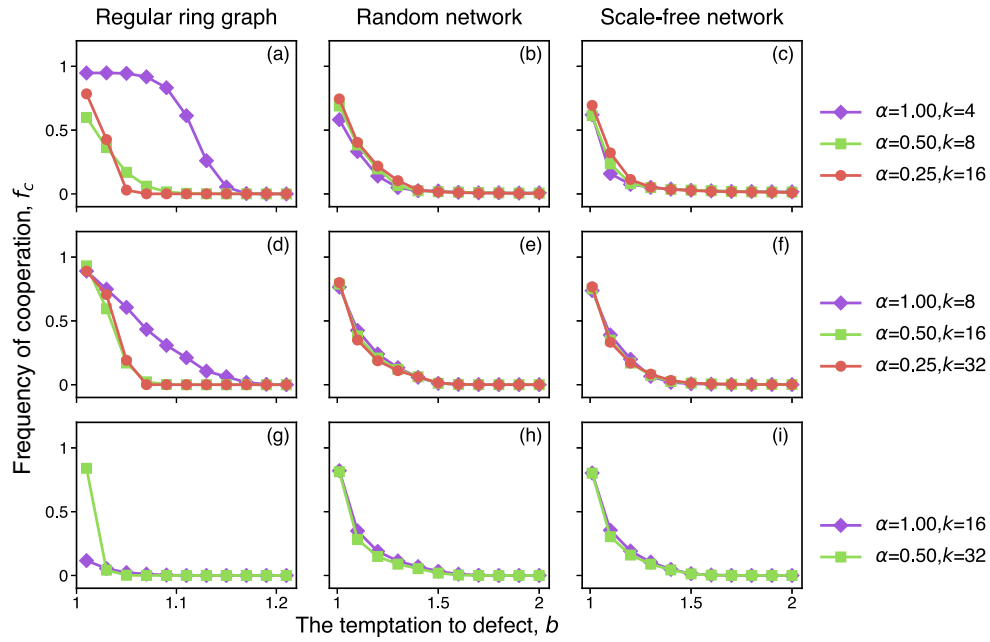 Regular ring graph Random network Scale-free network
(a) (b) (c)
1
0.5
0
α=1.00,k=4
α=0.50,k=8
α=0.25,k=16
(d) (e) (f)
1
0.5
0
α=1.00,k=8
α=0.50,k=16
α=0.25,k=32
(g) (h) (i)
1
0.5
0
α=1.00,k=16
α=0.50,k=32
1 1.1 1.2 1 1.5 2 1 1.5 2
Frequency of cooperation, f_c
The temptation to defect, b